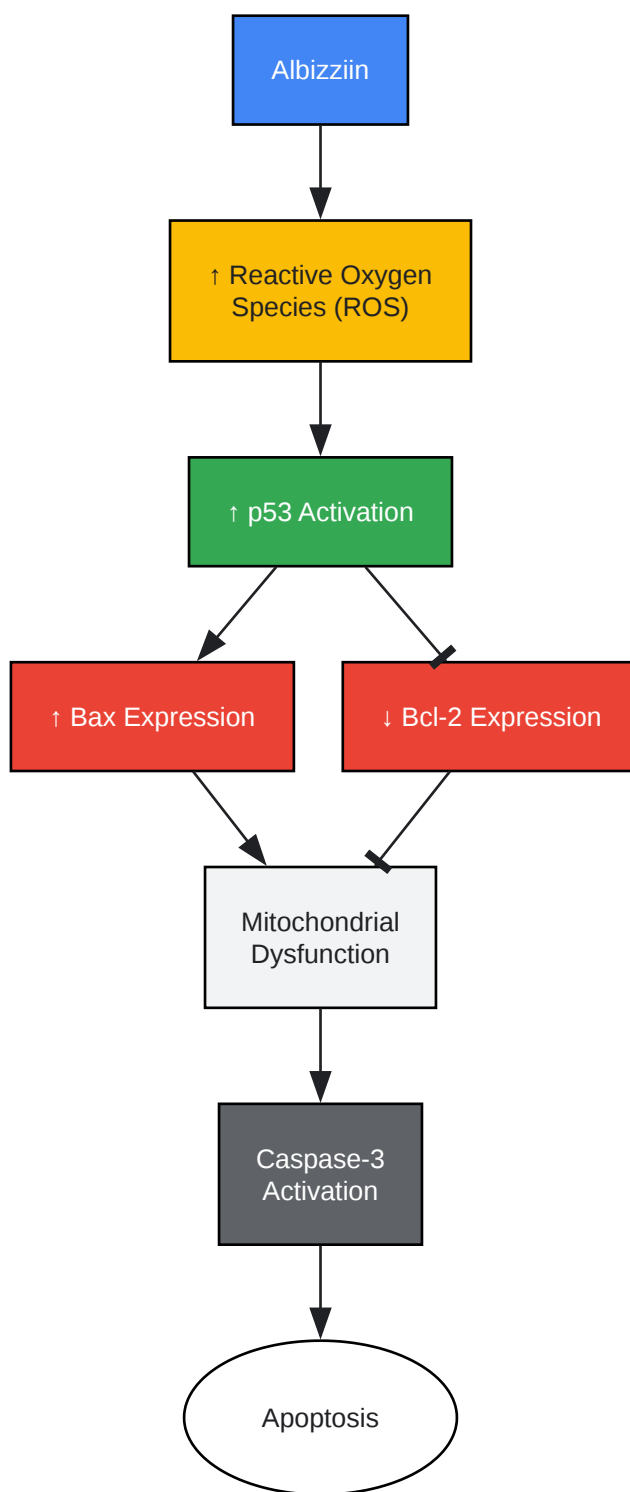 Albizziin
↑ Reactive Oxygen
Species (ROS)
↑ p53 Activation
↑ Bax Expression
↓ Bcl-2 Expression
Mitochondrial
Dysfunction
Caspase-3
Activation
Apoptosis